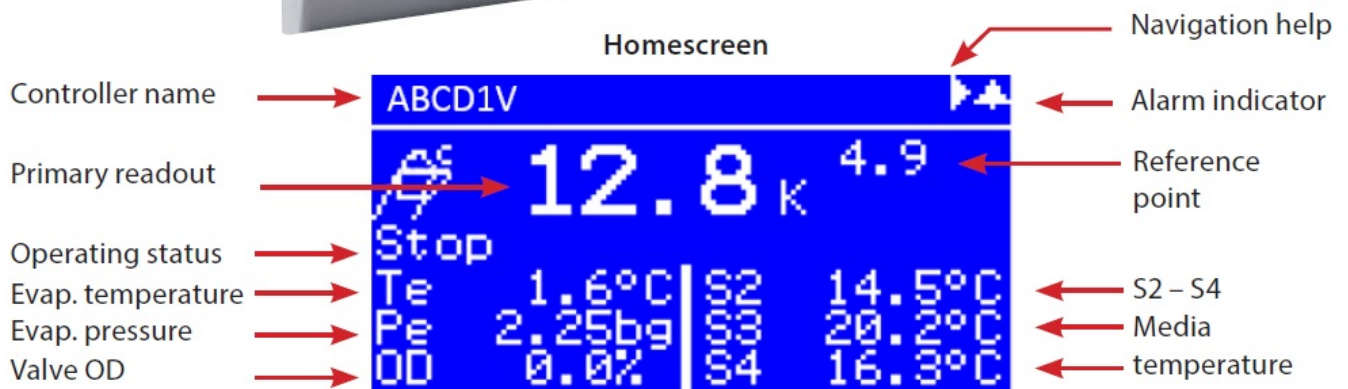 Homescreen
Navigation help
Controller name
ABCD1V
Alarm indicator
Primary readout
12.8 K
4.9
Reference
point
Operating status
Stop
Evap. temperature
Te 1.6°C
S2 14.5°C
S2 – S4
Evap. pressure
Pe 2.25bg
S3 20.2°C
Media
Valve OD
OD 0.0%
S4 16.3°C
temperature